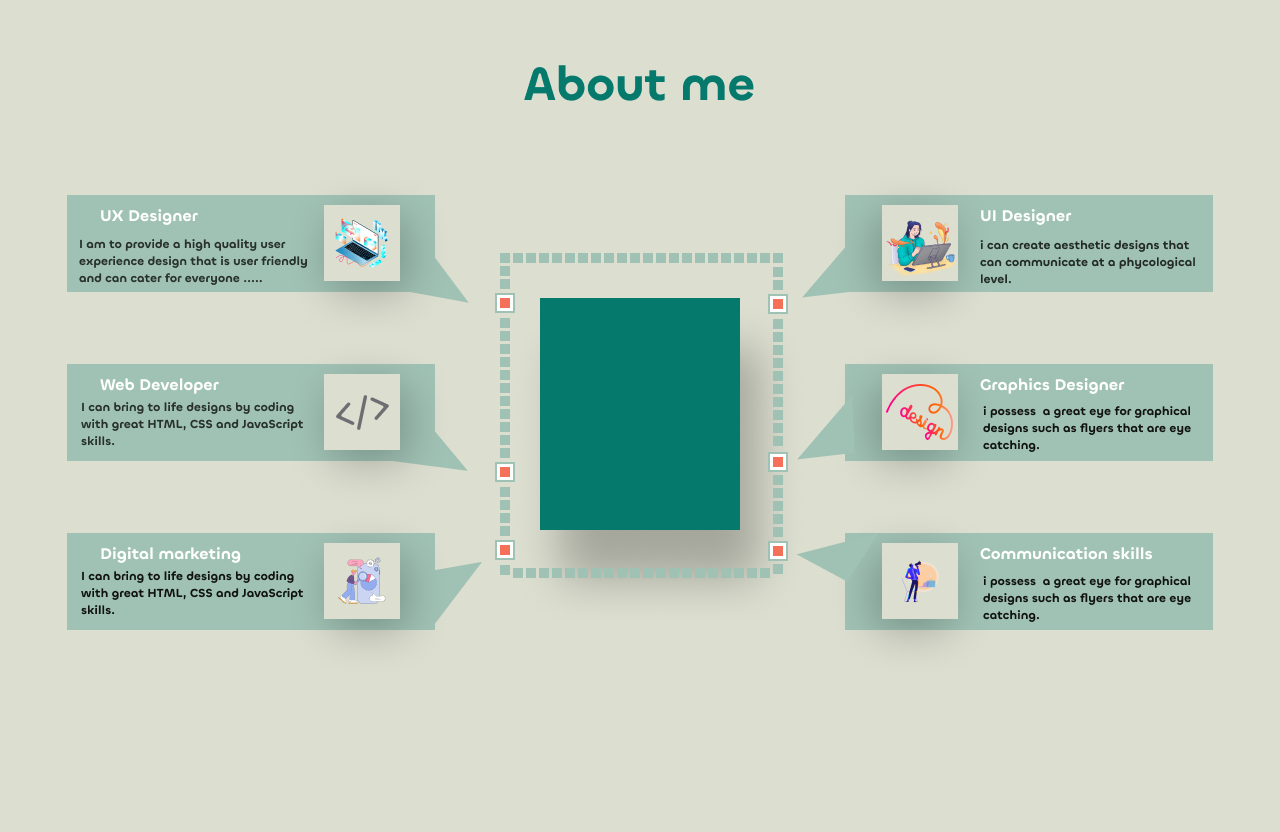 About me
UX Designer
I am to provide a high quality user
experience design that is user friendly
and can cater for everyone .....
Web Developer
I can bring to life designs by coding
with great HTML, CSS and JavaScript
skills.
Digital marketing
I can bring to life designs by coding
with great HTML, CSS and JavaScript
skills.
UI Designer
i can create aesthetic designs that
can communicate at a phycological
level.
Graphics Designer
design
i possess a great eye for graphical
designs such as flyers that are eye
catching.
Communication skills
i possess a great eye for graphical
designs such as flyers that are eye
catching.